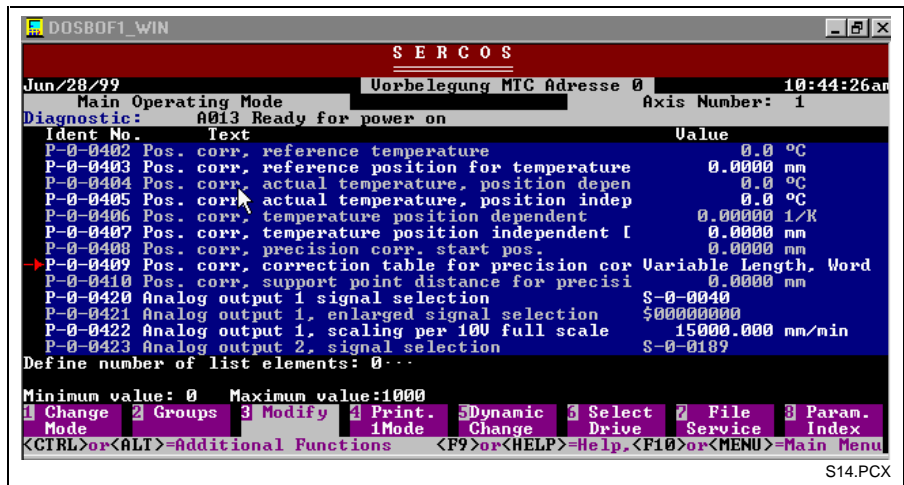 DOSBOF1_WIN
S E R C O S
Jun/28/99 Vorbelegung MTC Adresse 0 10:44:26am
Main Operating Mode Axis Number: 1
Diagnostic: A013 Ready for power on
Ident No. Text Value
P-0-0402 Pos. corr, reference temperature 0.0 ºC
P-0-0403 Pos. corr, reference position for temperature 0.0000 mm
P-0-0404 Pos. corr, actual temperature, position depen 0.0 ºC
P-0-0405 Pos. corr, actual temperature, position indep 0.0 ºC
P-0-0406 Pos. corr, temperature position dependent 0.00000 1/K
P-0-0407 Pos. corr, temperature position independent [ 0.0000 mm
P-0-0408 Pos. corr, precision corr. start pos. 0.0000 mm
P-0-0409 Pos. corr, correction table for precision cor Variable Length, Word
P-0-0410 Pos. corr, support point distance for precisi 0.0000 mm
P-0-0420 Analog output 1 signal selection S-0-0040
P-0-0421 Analog output 1, enlarged signal selection $00000000
P-0-0422 Analog output 1, scaling per 10V full scale 15000.000 mm/min
P-0-0423 Analog output 2, signal selection S-0-0189
Define number of list elements: 0···
Minimum value: 0 Maximum value:1000
1 Change 2 Groups 3 Modify 4 Print. 5Dynamic 6 Select 7 File 8 Param.
Mode 1Mode Change Drive Service Index
<CTRL>or<ALT>=Additional Functions <F9>or<HELP>=Help,<F10>or<MENU>=Main Menu
S14.PCX